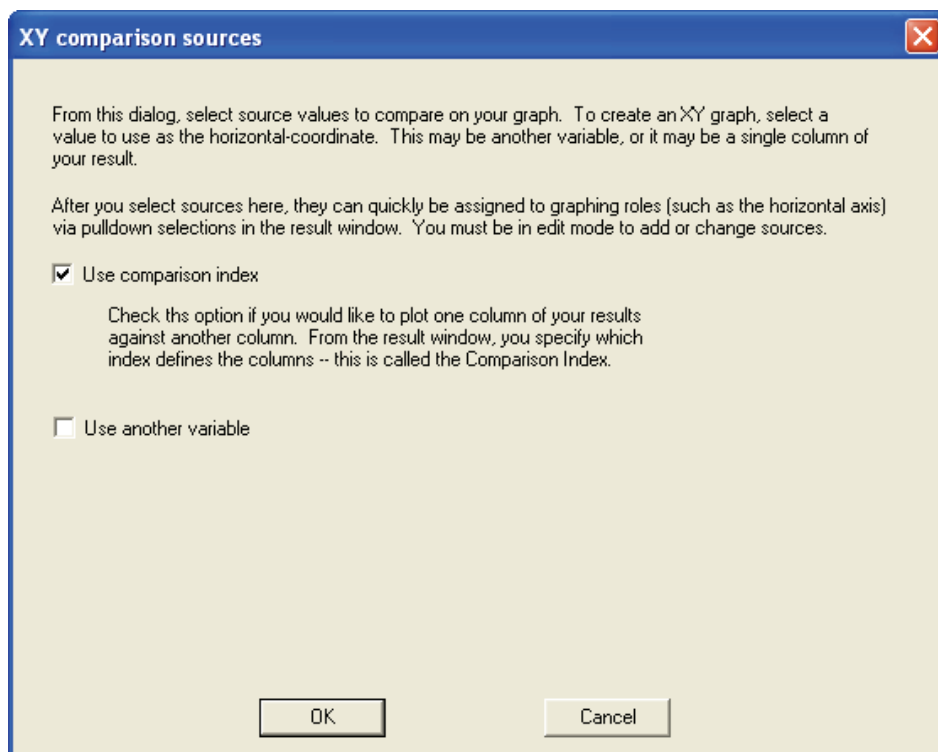 XY comparison sources
From this dialog, select source values to compare on your graph. To create an XY graph, select a
value to use as the horizontal-coordinate. This may be another variable, or it may be a single column of
your result.
After you select sources here, they can quickly be assigned to graphing roles (such as the horizontal axis)
via pulldown selections in the result window. You must be in edit mode to add or change sources.
Use comparison index
Check ths option if you would like to plot one column of your results
against another column. From the result window, you specify which
index defines the columns -- this is called the Comparison Index.
Use another variable
OK
Cancel